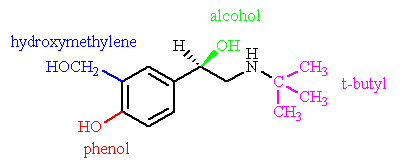 alcohol
hydroxymethylene
H
OH
H
N
HOCH2
CH3
C
CH3
CH3
t-butyl
HO
phenol